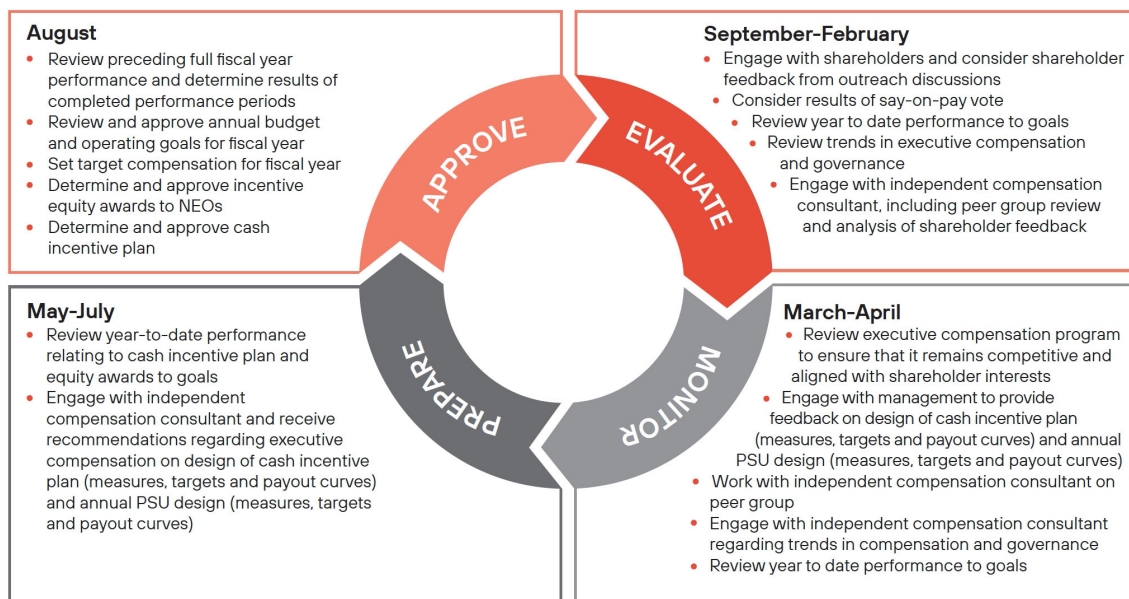 August
• Review preceding full fiscal year
performance and determine results of
completed performance periods
• Review and approve annual budget
and operating goals for fiscal year
• Set target compensation for fiscal year
• Determine and approve incentive
equity awards to NEOs
• Determine and approve cash
incentive plan
APPROVE
EVALUATE
September-February
• Engage with shareholders and consider shareholder
feedback from outreach discussions
• Consider results of say-on-pay vote
• Review year to date performance to goals
• Review trends in executive compensation
and governance
• Engage with independent compensation
consultant, including peer group review
and analysis of shareholder feedback
May-July
• Review year-to-date performance
relating to cash incentive plan and
equity awards to goals
• Engage with independent
compensation consultant and receive
recommendations regarding executive
compensation on design of cash incentive
plan (measures, targets and payout curves)
and annual PSU design (measures, targets
and payout curves)
PREPARE
MONITOR
March-April
• Review executive compensation program
to ensure that it remains competitive and
aligned with shareholder interests
• Engage with management to provide
feedback on design of cash incentive plan
(measures, targets and payout curves) and annual
PSU design (measures, targets and payout curves)
• Work with independent compensation consultant on
peer group
• Engage with independent compensation consultant
regarding trends in compensation and governance
• Review year to date performance to goals